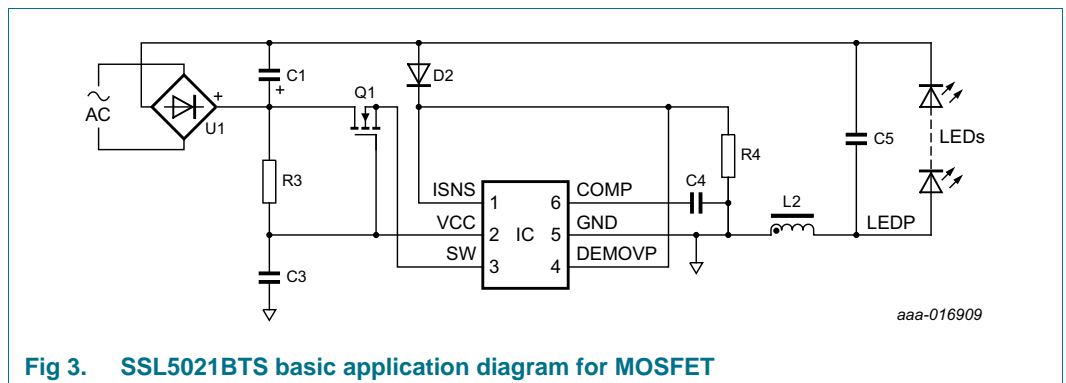 C1
+
D2
Q1
AC
+
U1
R3
R4
C5
LEDs
ISNS
COMP
C4
1
6
L2
VCC
GND
LEDP
2
IC
5
SW
DEMOVP
3
4
C3
aaa-016909
Fig 3. SSL5021BTS basic application diagram for MOSFET